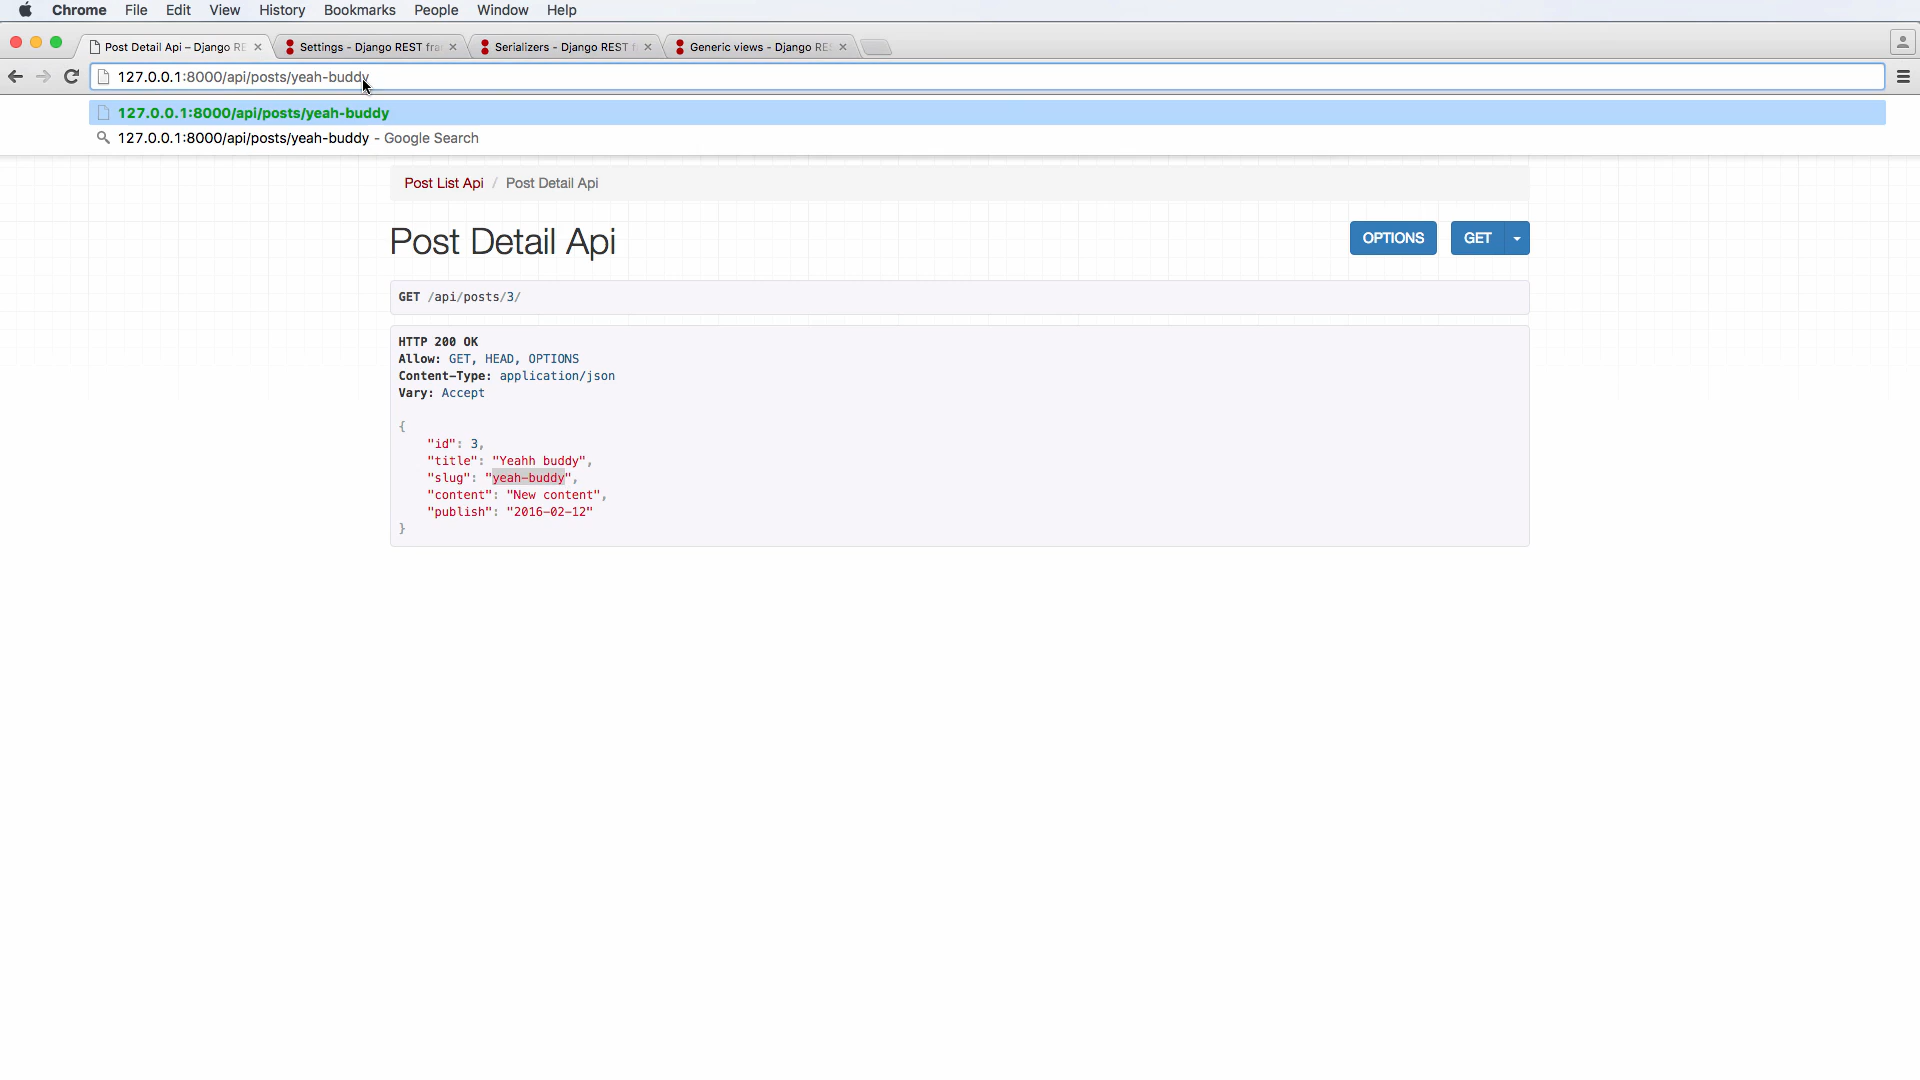 Chrome File Edit View History Bookmarks People Window Help
Post Detail Api – Django RE Settings - Django REST fra Serializers - Django REST f Generic views - Django RE
127.0.0.1:8000/api/posts/yeah-buddy
127.0.0.1:8000/api/posts/yeah-buddy
127.0.0.1:8000/api/posts/yeah-buddy - Google Search
Post List Api / Post Detail Api
Post Detail Api OPTIONS GET
GET /api/posts/3/
HTTP 200 OK
Allow: GET, HEAD, OPTIONS
Content-Type: application/json
Vary: Accept
{
"id": 3,
"title": "Yeahh buddy",
"slug": "yeah-buddy",
"content": "New content",
"publish": "2016-02-12"
}